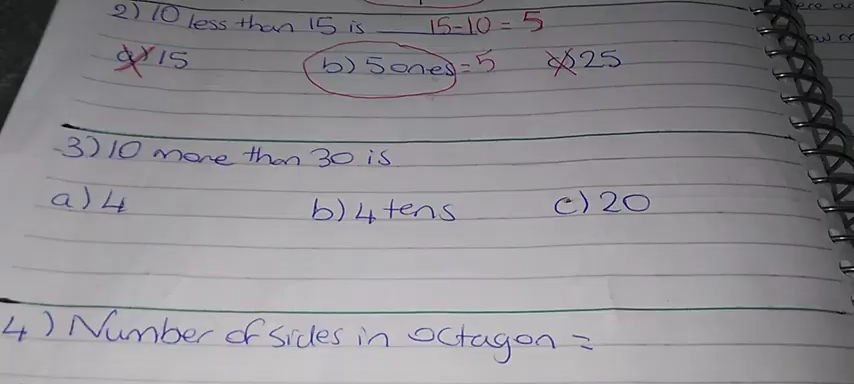 2) 10 less than 15 is 15-10 = 5
a) 15 b) 5 ones = 5 c) 25
3) 10 more than 30 is
a) 4 b) 4 tens c) 20
4) Number of sides in octagon =